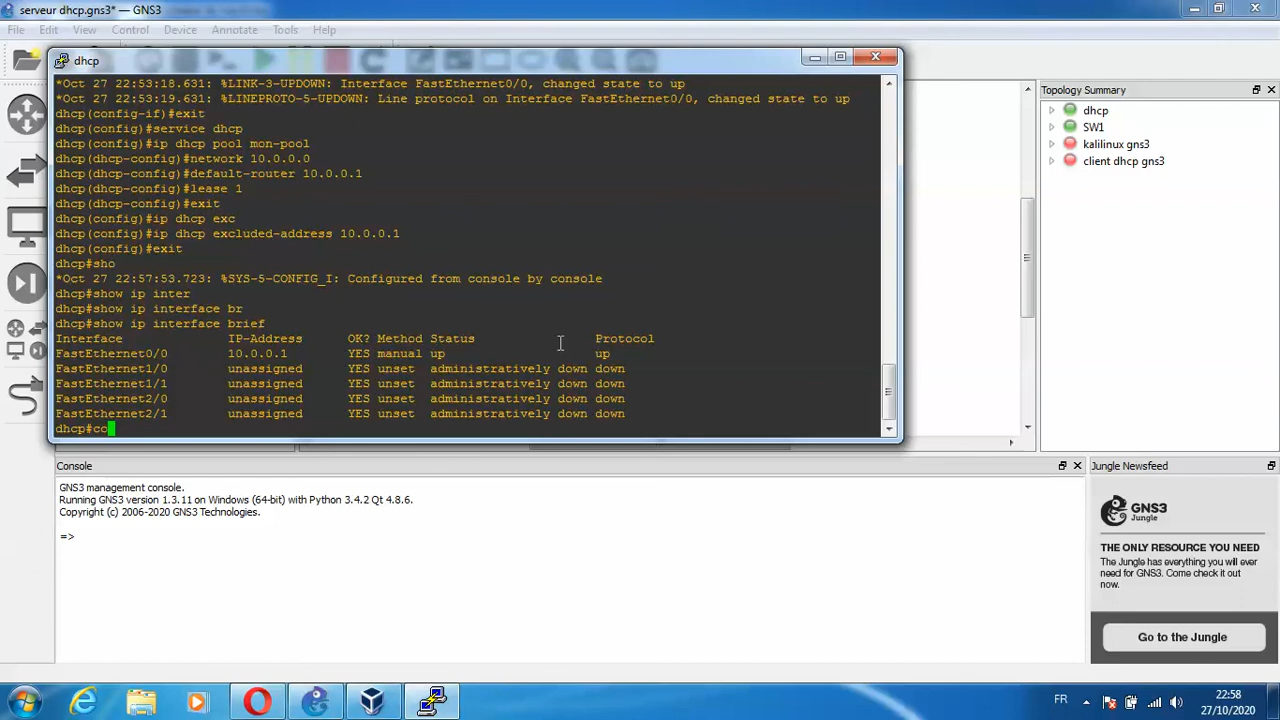 serveur dhcp.gns3* — GNS3
File Edit View Control Device Annotate Tools Help
dhcp
*Oct 27 22:53:18.631: %LINK-3-UPDOWN: Interface FastEthernet0/0, changed state to up
*Oct 27 22:53:19.631: %LINEPROTO-5-UPDOWN: Line protocol on Interface FastEthernet0/0, changed state to up
dhcp(config-if)#exit
dhcp(config)#service dhcp
dhcp(config)#ip dhcp pool mon-pool
dhcp(dhcp-config)#network 10.0.0.0
dhcp(dhcp-config)#default-router 10.0.0.1
dhcp(dhcp-config)#lease 1
dhcp(dhcp-config)#exit
dhcp(config)#ip dhcp exc
dhcp(config)#ip dhcp excluded-address 10.0.0.1
dhcp(config)#exit
dhcp#sho
*Oct 27 22:57:53.723: %SYS-5-CONFIG_I: Configured from console by console
dhcp#show ip inter
dhcp#show ip interface br
dhcp#show ip interface brief
Interface IP-Address OK? Method Status Protocol
FastEthernet0/0 10.0.0.1 YES manual up up
FastEthernet1/0 unassigned YES unset administratively down down
FastEthernet1/1 unassigned YES unset administratively down down
FastEthernet2/0 unassigned YES unset administratively down down
FastEthernet2/1 unassigned YES unset administratively down down
dhcp#cc
Topology Summary
dhcp
SW1
kalilinux gns3
client dhcp gns3
Console
GNS3 management console.
Running GNS3 version 1.3.11 on Windows (64-bit) with Python 3.4.2 Qt 4.8.6.
Copyright (c) 2006-2020 GNS3 Technologies.
=>
Jungle Newsfeed
GNS3
Jungle
THE ONLY RESOURCE YOU NEED
The Jungle has everything you will ever
need for GNS3. Come check it out
now.
Go to the Jungle
FR
22:58
27/10/2020